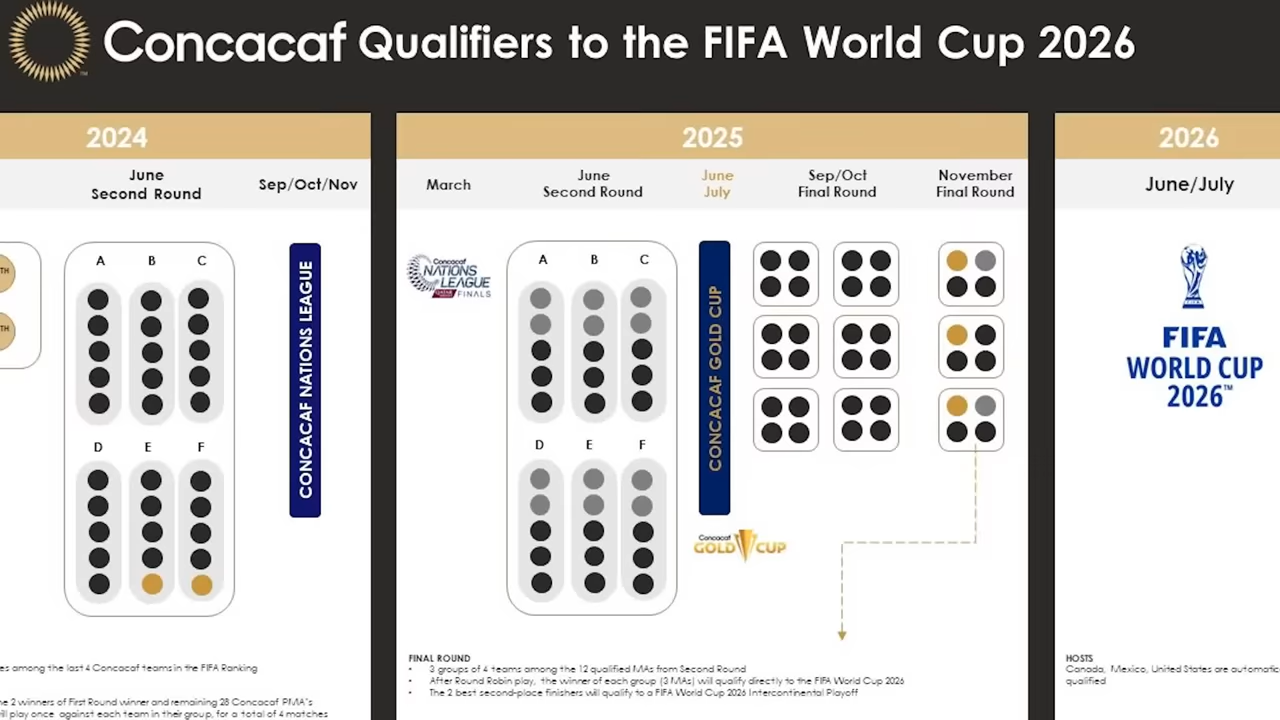 Concacaf Qualifiers to the FIFA World Cup 2026
2024
June
Second Round
Sep/Oct/Nov
TH
TH
A B C
D E F
CONCACAF NATIONS LEAGUE
es among the last 4 Concacaf teams in the FIFA Ranking
he 2 winners of First Round winner and remaining 28 Concacaf PMA's
ill play once against each team in their group, for a total of 4 matches
2025
March
June
Second Round
June
July
Sep/Oct
Final Round
November
Final Round
Concacaf
NATIONS
LEAGUE
FINALS
A B C
D E F
CONCACAF GOLD CUP
Concacaf
GOLD CUP
FINAL ROUND
• 3 groups of 4 teams among the 12 qualified MAs from Second Round
• After Round Robin play, the winner of each group (3 MAs) will qualify directly to the FIFA World Cup 2026
• The 2 best second-place finishers will qualify to a FIFA World Cup 2026 Intercontinental Playoff
2026
June/July
FIFA
WORLD CUP
2026™
HOSTS
Canada, Mexico, United States are automatic
qualified